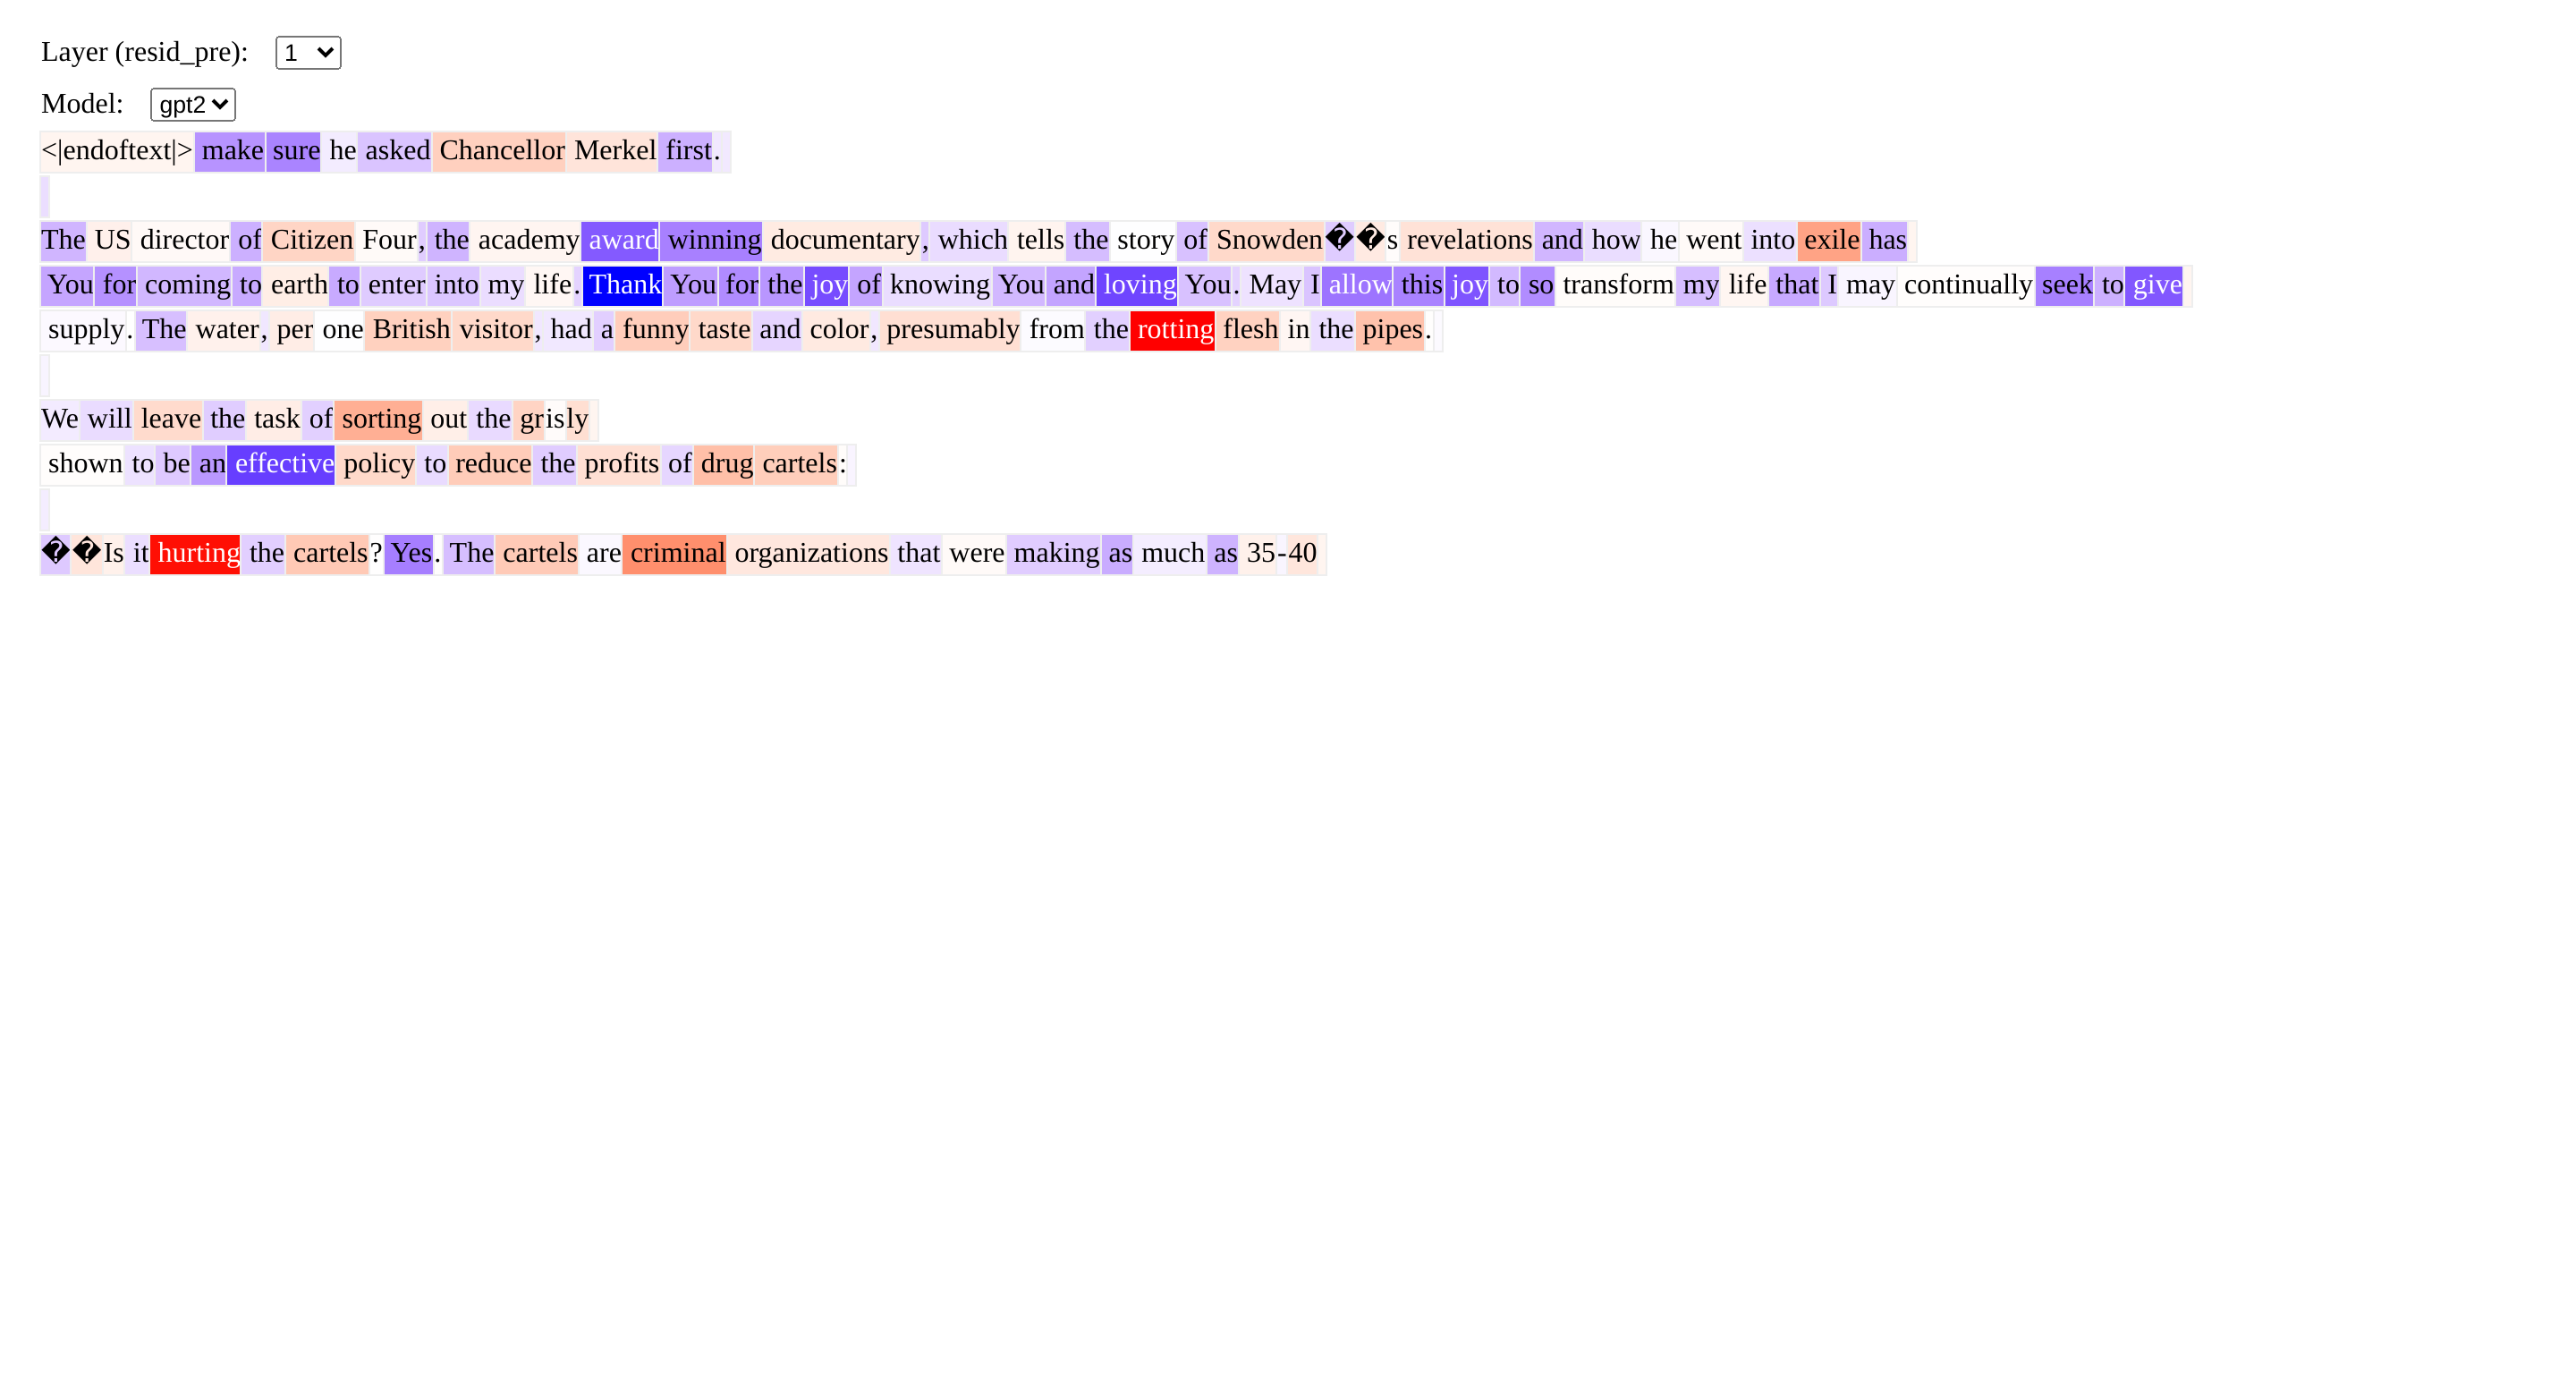 Layer (resid_pre): 1
Model: gpt2
<|endoftext|> make sure he asked Chancellor Merkel first.
The US director of Citizen Four, the academy award winning documentary, which tells the story of Snowden��s revelations and how he went into exile has
You for coming to earth to enter into my life. Thank You for the joy of knowing You and loving You. May I allow this joy to so transform my life that I may continually seek to give
supply. The water, per one British visitor, had a funny taste and color, presumably from the rotting flesh in the pipes.
We will leave the task of sorting out the grisly
shown to be an effective policy to reduce the profits of drug cartels:
��Is it hurting the cartels? Yes. The cartels are criminal organizations that were making as much as 35-40